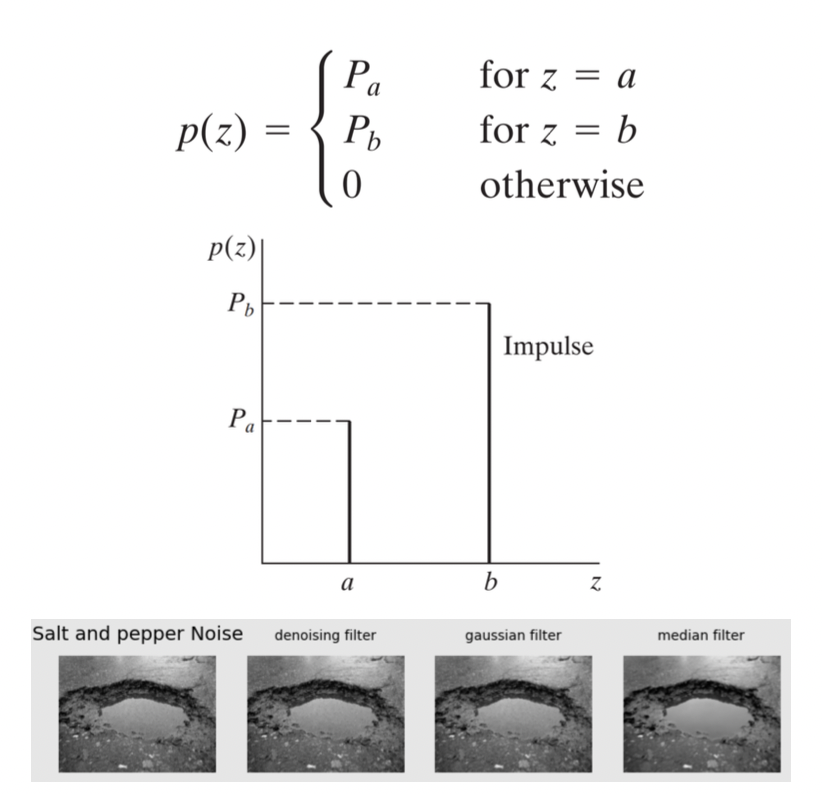 p(z) = { P_a for z = a
P_b for z = b
0 otherwise
p(z)
P_b
Impulse
P_a
a b z
Salt and pepper Noise denoising filter gaussian filter median filter